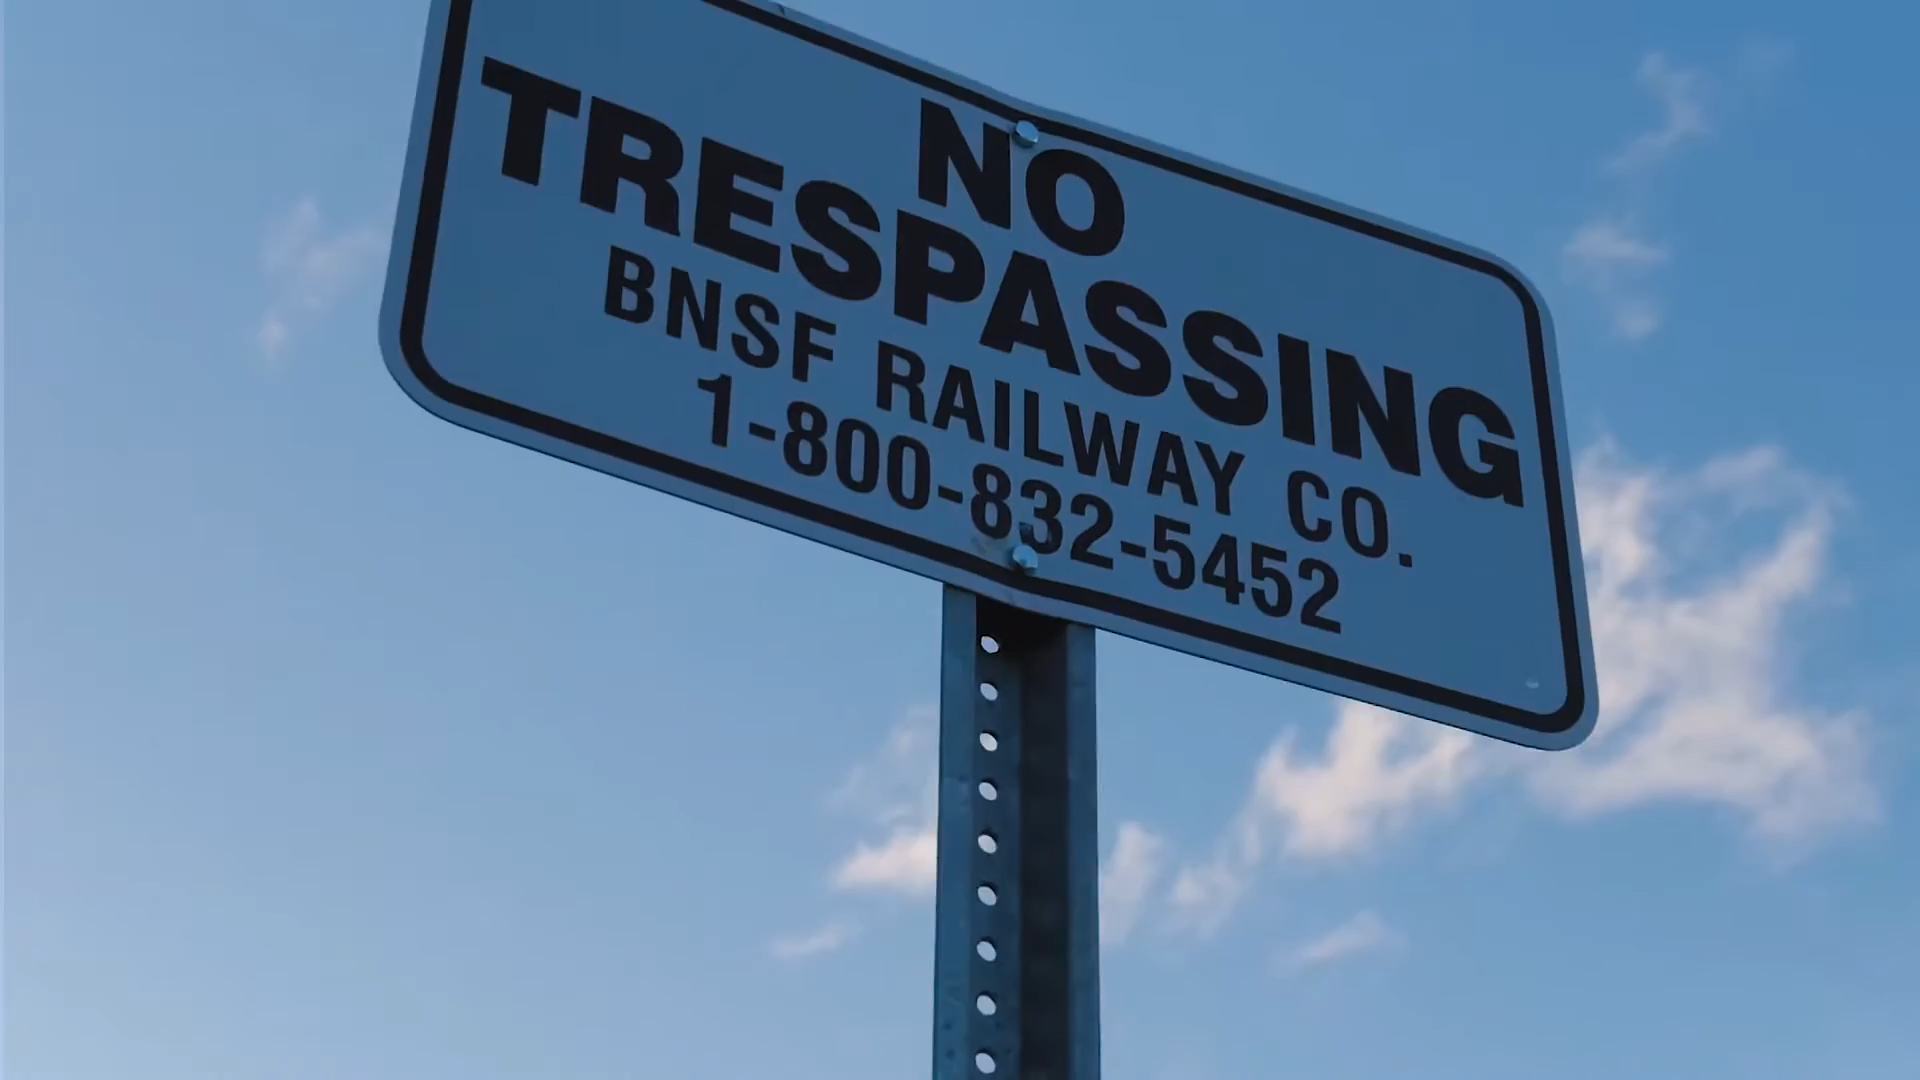 NO
TRESPASSING
BNSF RAILWAY CO.
1-800-832-5452